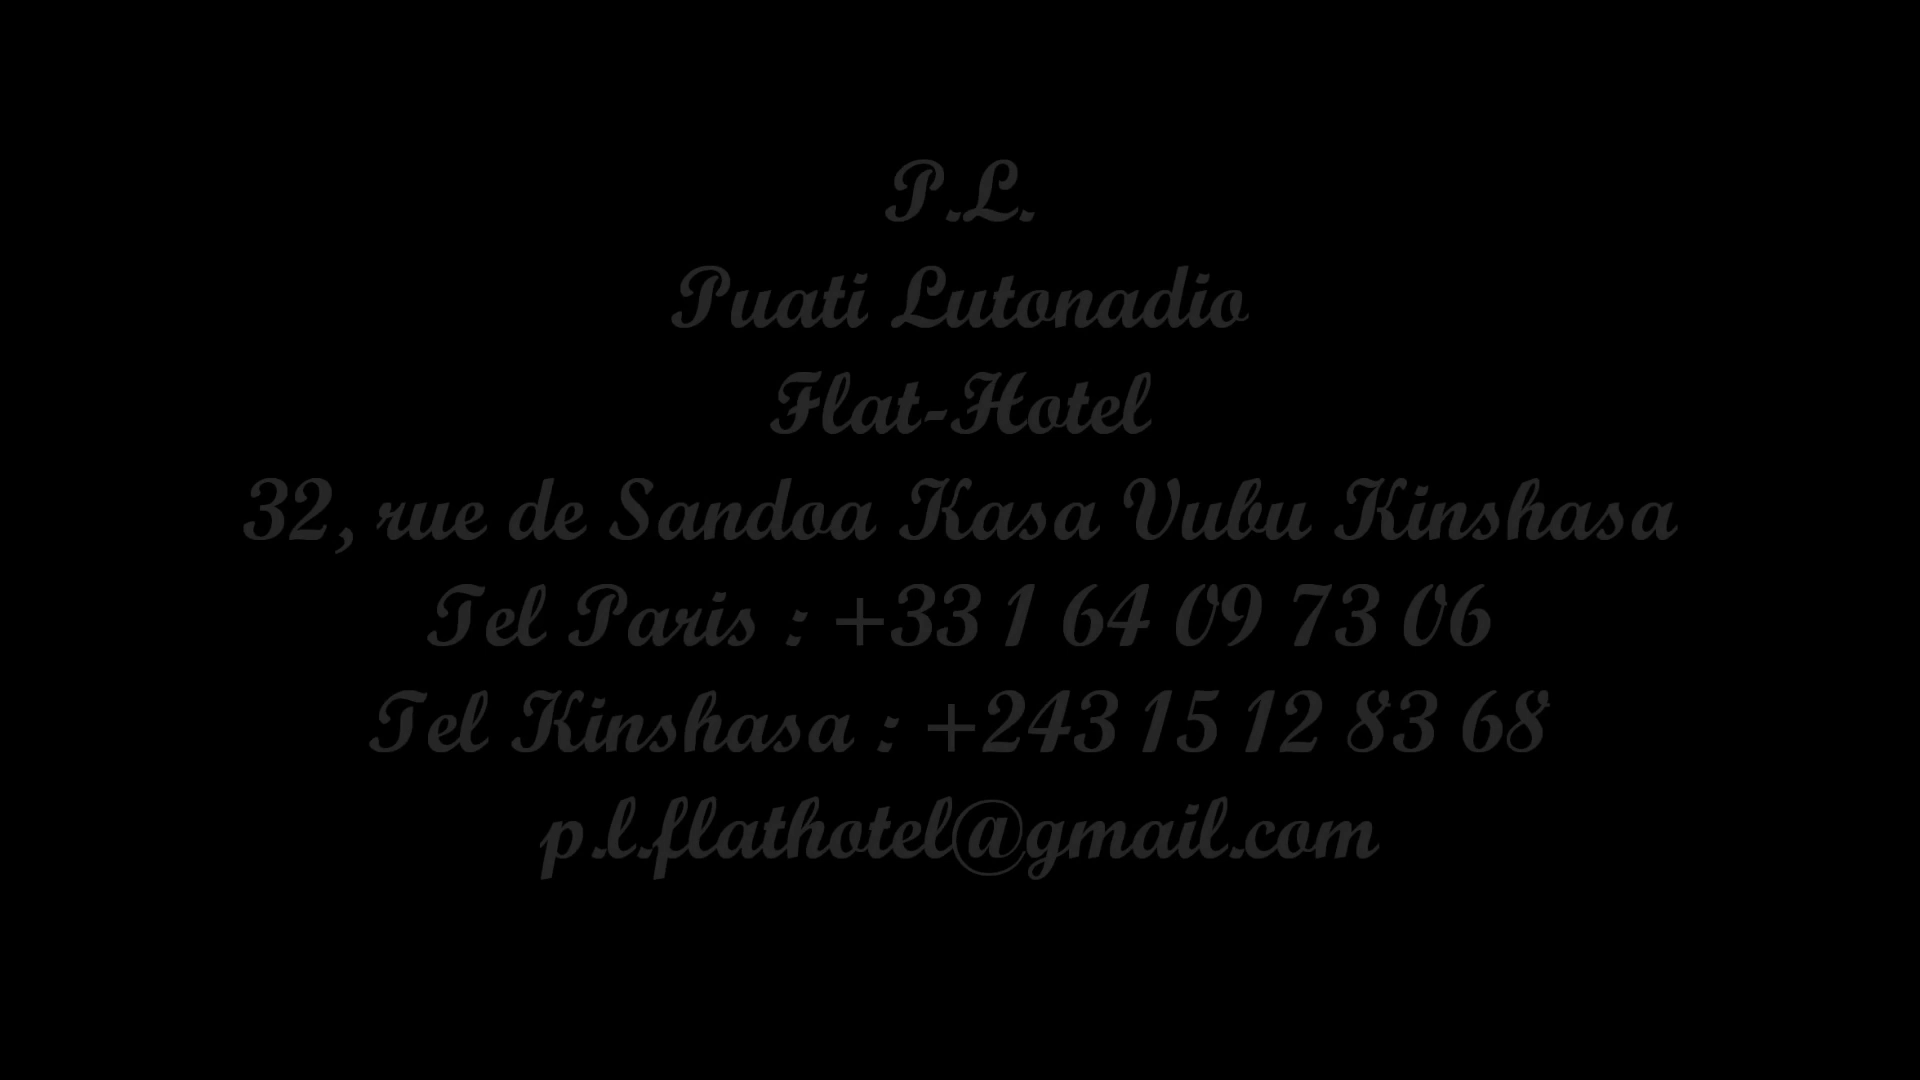 P.L.
Puati Lutonadio
Flat-Hotel
32, rue de Sandoa Kasa Vubu Kinshasa
Tel Paris : +33 1 64 09 73 06
Tel Kinshasa : +243 15 12 83 68
p.l.flathotel@gmail.com